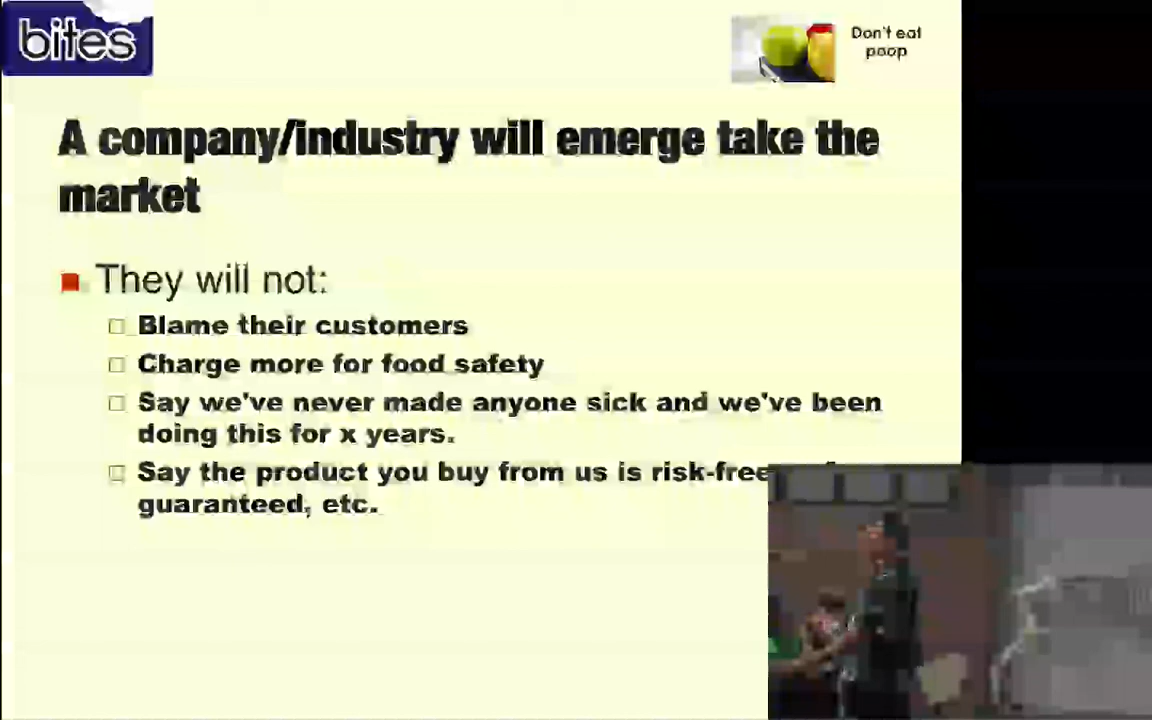 bites
Don't eat
poop
A company/industry will emerge take the
market
They will not:
Blame their customers
Charge more for food safety
Say we've never made anyone sick and we've been
doing this for x years.
Say the product you buy from us is risk-free
guaranteed, etc.